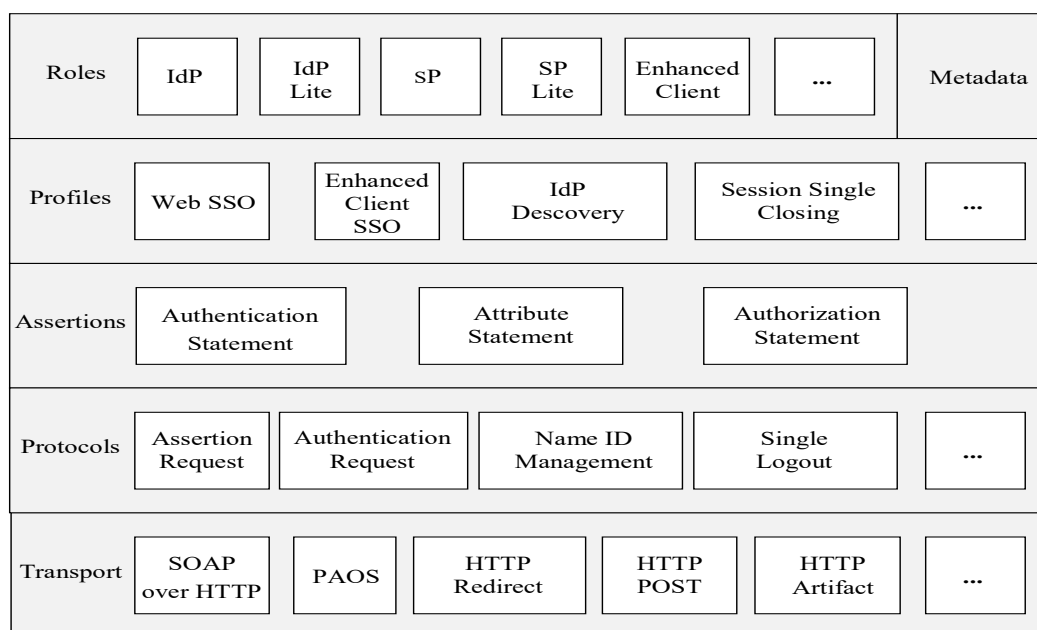 Roles
IdP
IdP
Lite
SP
SP
Lite
Enhanced
Client
...
Metadata
Profiles
Web SSO
Enhanced
Client
SSO
IdP
Descovery
Session Single
Closing
...
Assertions
Authentication
Statement
Attribute
Statement
Authorization
Statement
Protocols
Assertion
Request
Authentication
Request
Name ID
Management
Single
Logout
...
Transport
SOAP
over HTTP
PAOS
HTTP
Redirect
HTTP
POST
HTTP
Artifact
...